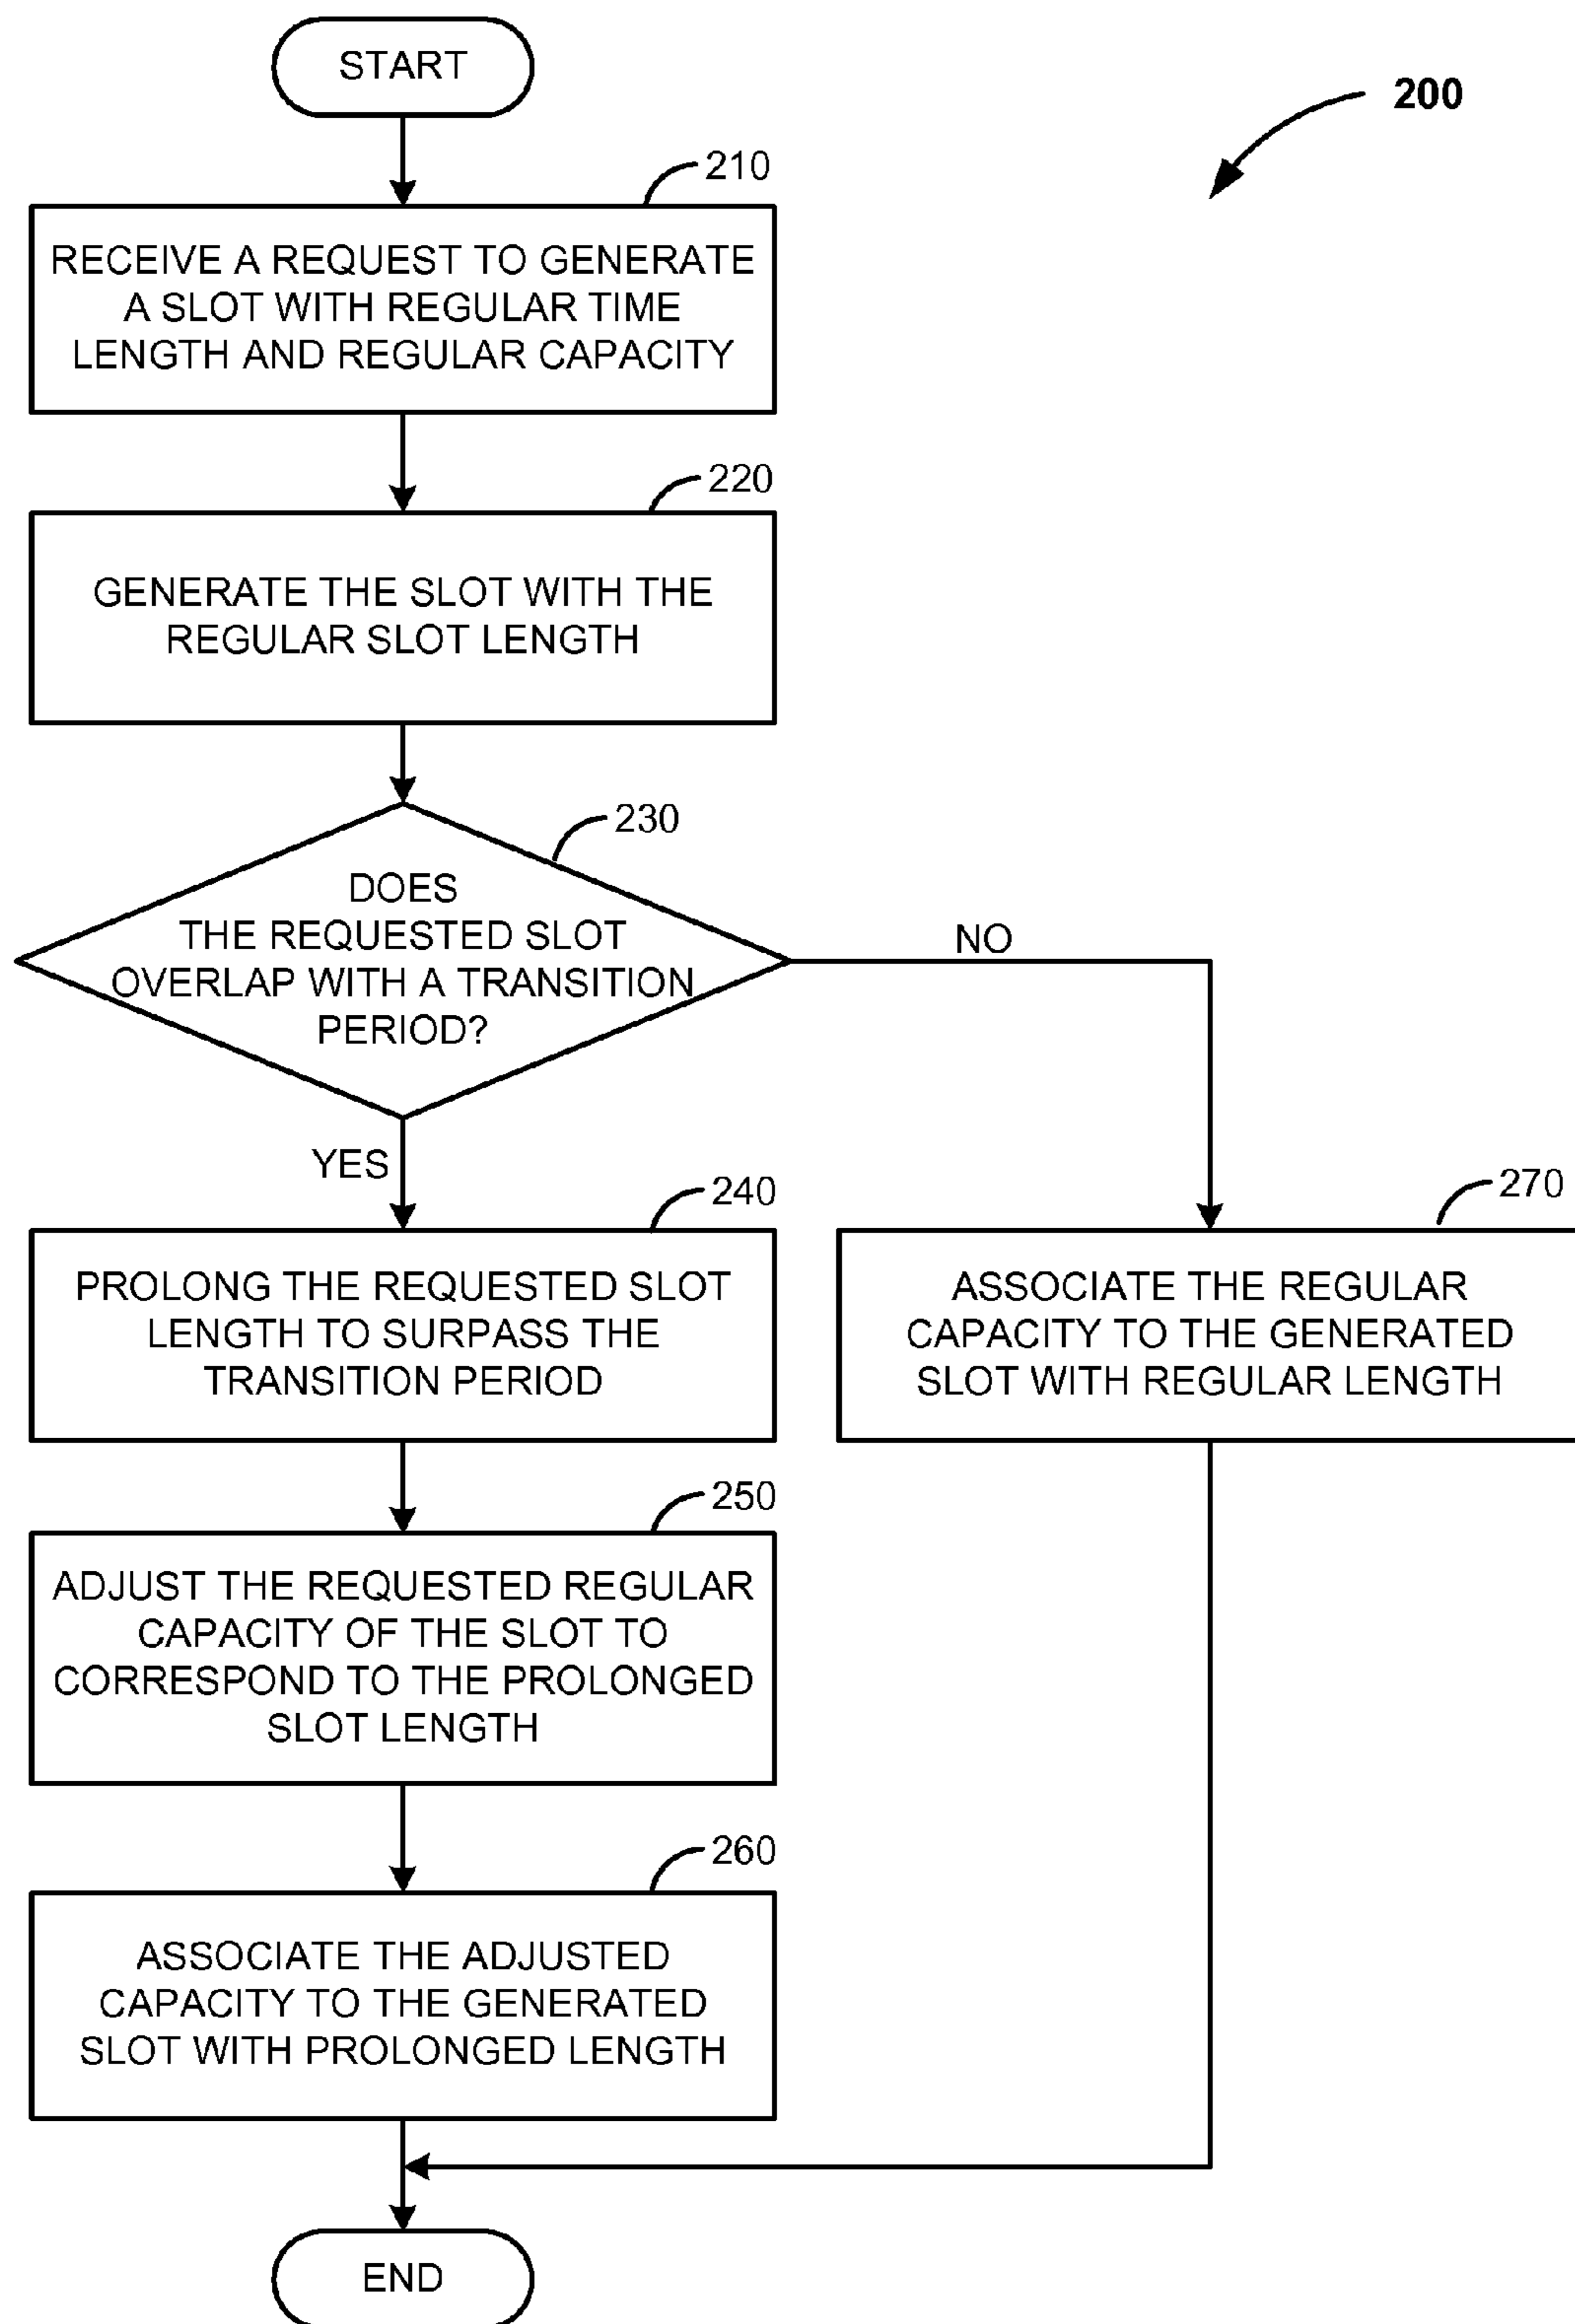 START
200
210
RECEIVE A REQUEST TO GENERATE
A SLOT WITH REGULAR TIME
LENGTH AND REGULAR CAPACITY
220
GENERATE THE SLOT WITH THE
REGULAR SLOT LENGTH
230
DOES
THE REQUESTED SLOT
OVERLAP WITH A TRANSITION
PERIOD?
NO
YES
240
PROLONG THE REQUESTED SLOT
LENGTH TO SURPASS THE
TRANSITION PERIOD
270
ASSOCIATE THE REGULAR
CAPACITY TO THE GENERATED
SLOT WITH REGULAR LENGTH
250
ADJUST THE REQUESTED REGULAR
CAPACITY OF THE SLOT TO
CORRESPOND TO THE PROLONGED
SLOT LENGTH
260
ASSOCIATE THE ADJUSTED
CAPACITY TO THE GENERATED
SLOT WITH PROLONGED LENGTH
END